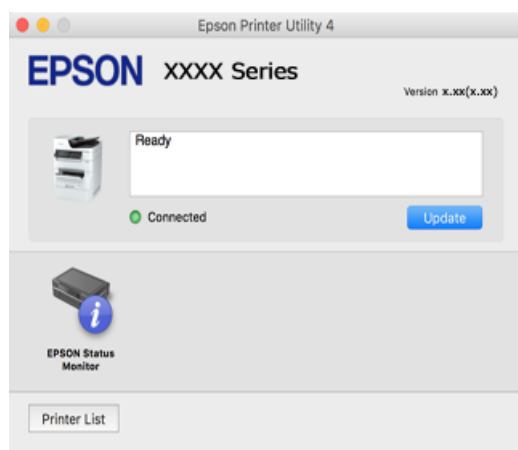 Epson Printer Utility 4
EPSON XXXX Series
Version x.xx(x.xx)
Ready
Connected
Update
EPSON Status
Monitor
Printer List